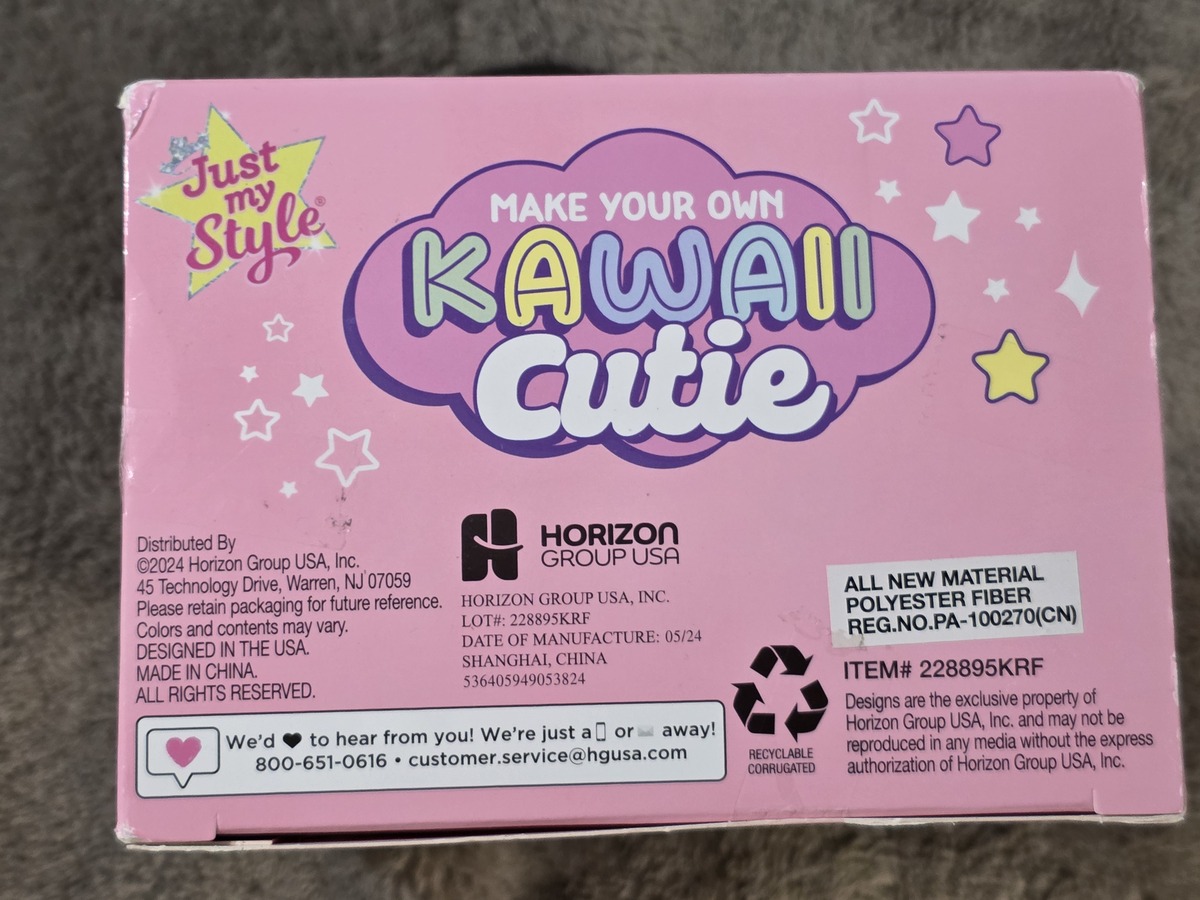 Just
my
Style®
MAKE YOUR OWN
KAWAII
Cutie
Distributed By
©2024 Horizon Group USA, Inc.
45 Technology Drive, Warren, NJ 07059
Please retain packaging for future reference.
Colors and contents may vary.
DESIGNED IN THE USA.
MADE IN CHINA.
ALL RIGHTS RESERVED.
HORIZON
GROUP USA
HORIZON GROUP USA, INC.
LOT#: 228895KRF
DATE OF MANUFACTURE: 05/24
SHANGHAI, CHINA
536405949053824
ALL NEW MATERIAL
POLYESTER FIBER
REG.NO.PA-100270(CN)
ITEM# 228895KRF
Designs are the exclusive property of
Horizon Group USA, Inc. and may not be
reproduced in any media without the express
authorization of Horizon Group USA, Inc.
RECYCLABLE
CORRUGATED
We'd ♥ to hear from you! We're just a or away!
800-651-0616 • customer.service@hgusa.com